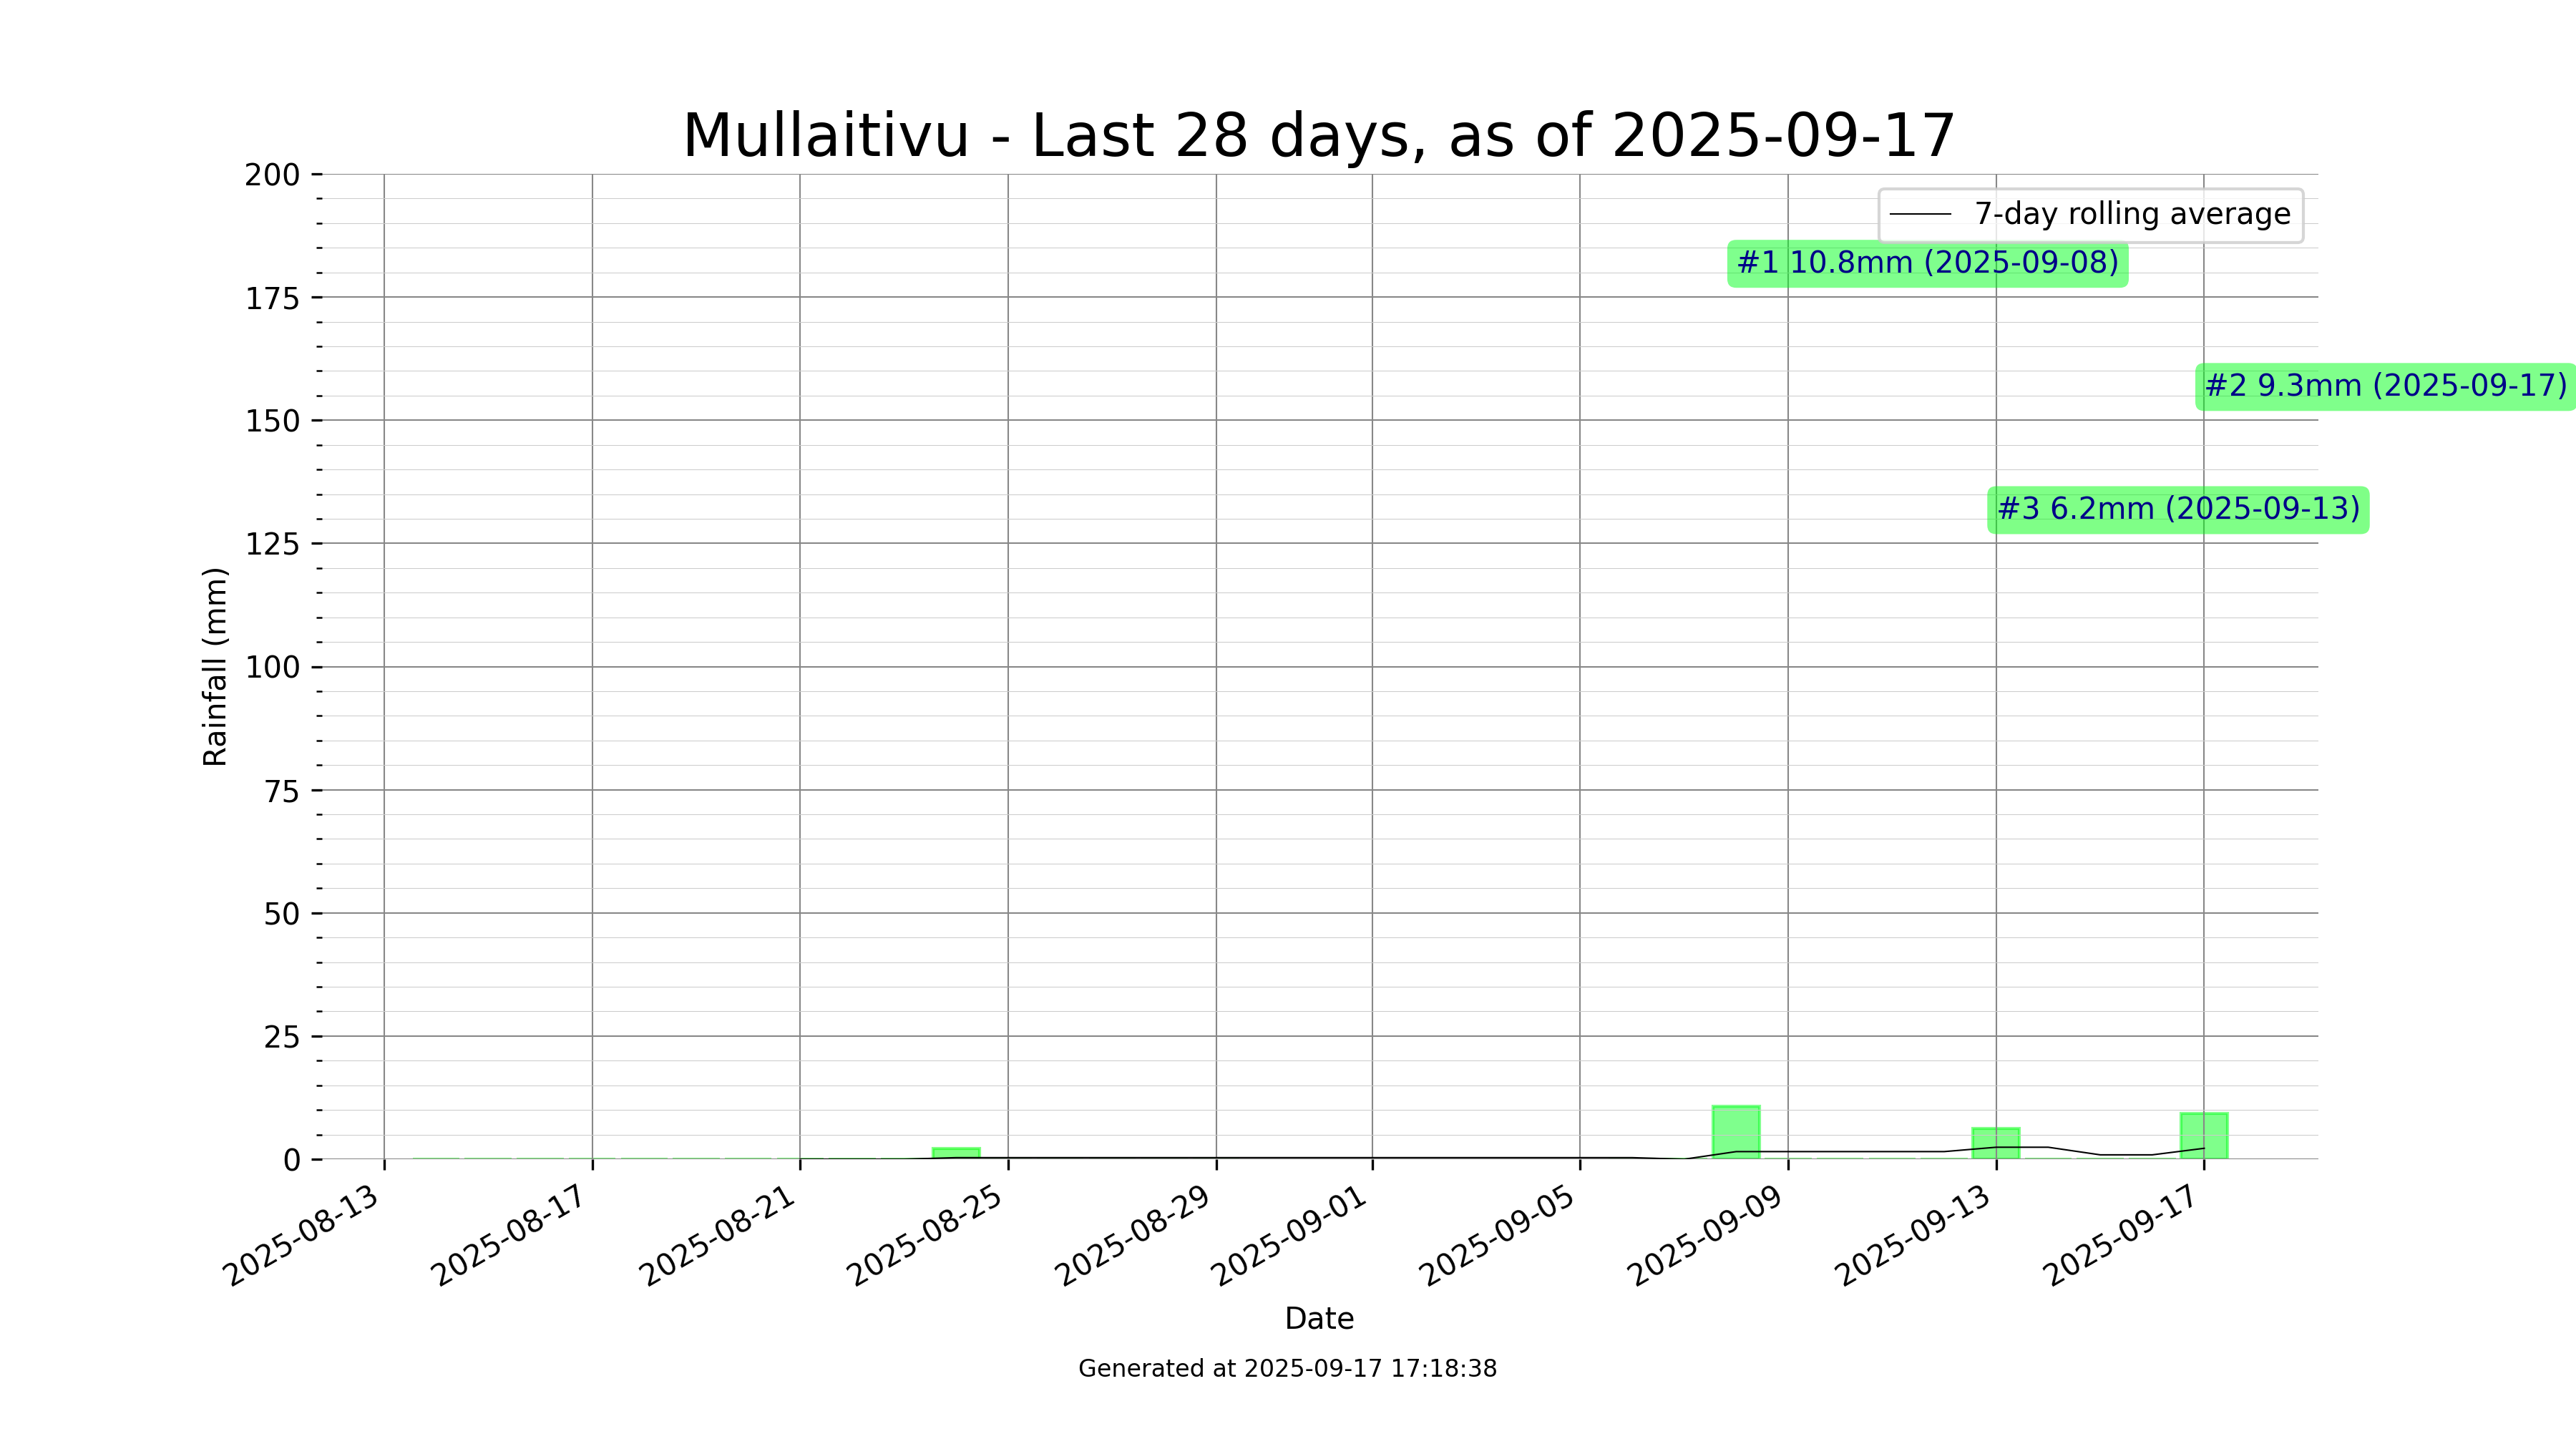 Mullaitivu - Last 28 days, as of 2025-09-17
200
175
150
125
100
75
50
25
0
Rainfall (mm)
7-day rolling average
#1 10.8mm (2025-09-08)
#2 9.3mm (2025-09-17)
#3 6.2mm (2025-09-13)
2025-08-13
2025-08-17
2025-08-21
2025-08-25
2025-08-29
2025-09-01
2025-09-05
2025-09-09
2025-09-13
2025-09-17
Date
Generated at 2025-09-17 17:18:38